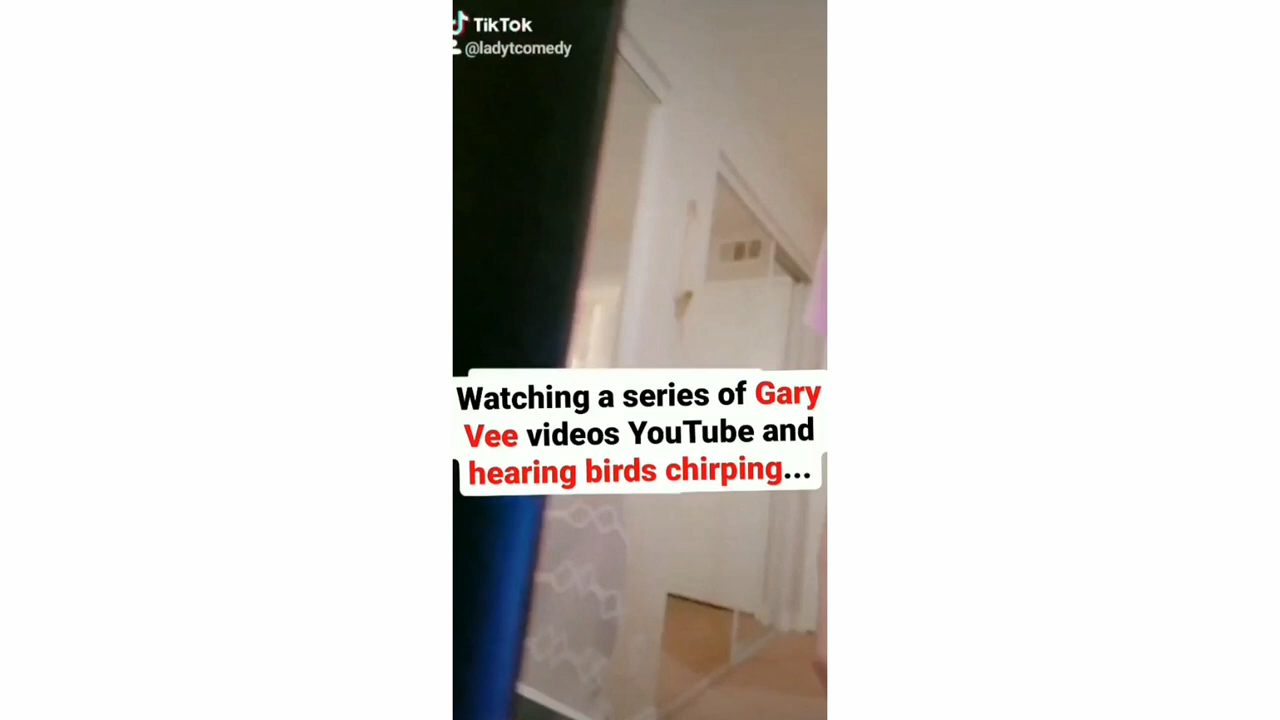 TikTok
@ladytcomedy
Watching a series of Gary
Vee videos YouTube and
hearing birds chirping...